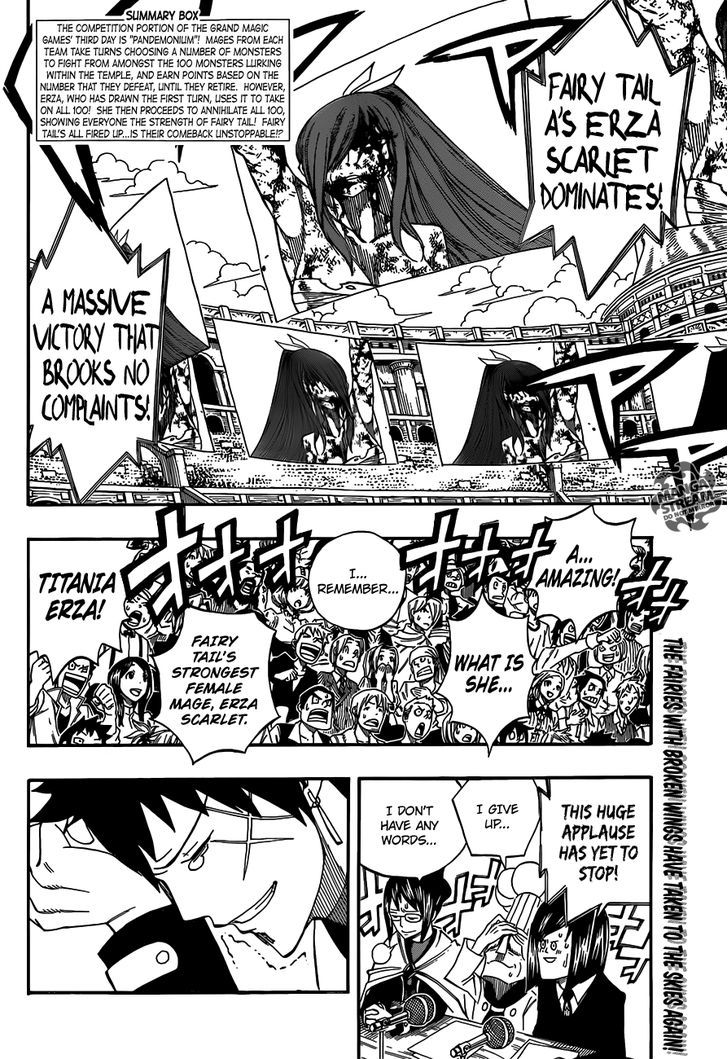 SUMMARY BOX
THE COMPETITION PORTION OF THE GRAND MAGIC
GAMES' THIRD DAY IS "PANDEMONIUM"! MAGES FROM EACH
TEAM TAKE TURNS CHOOSING A NUMBER OF MONSTERS
TO FIGHT FROM AMONGST THE 100 MONSTERS LURKING
WITHIN THE TEMPLE, AND EARN POINTS BASED ON THE
NUMBER THAT THEY DEFEAT, UNTIL THEY RETIRE. HOWEVER,
ERZA, WHO HAS DRAWN THE FIRST TURN, USES IT TO TAKE
ON ALL 100! SHE THEN PROCEEDS TO ANNIHILATE ALL 100,
SHOWING EVERYONE THE STRENGTH OF FAIRY TAIL! FAIRY
TAIL'S ALL FIRED UP...IS THEIR COMEBACK UNSTOPPABLE!?
FAIRY TAIL
A'S ERZA
SCARLET
DOMINATES!
A MASSIVE
VICTORY THAT
BROOKS NO
COMPLAINTS!
MANGA
STREAM
DO NOT MIRROR
A...
AMAZING!
I...
REMEMBER...
TITANIA
ERZA!
WHAT IS
SHE...
FAIRY
TAIL'S
STRONGEST
FEMALE
MAGE, ERZA
SCARLET.
THE FAIRIES WITH BROKEN WINGS HAVE TAKEN TO THE SKIES AGAIN!
THIS HUGE
APPLAUSE
HAS YET TO
STOP!
I GIVE
UP...
I DON'T
HAVE ANY
WORDS...